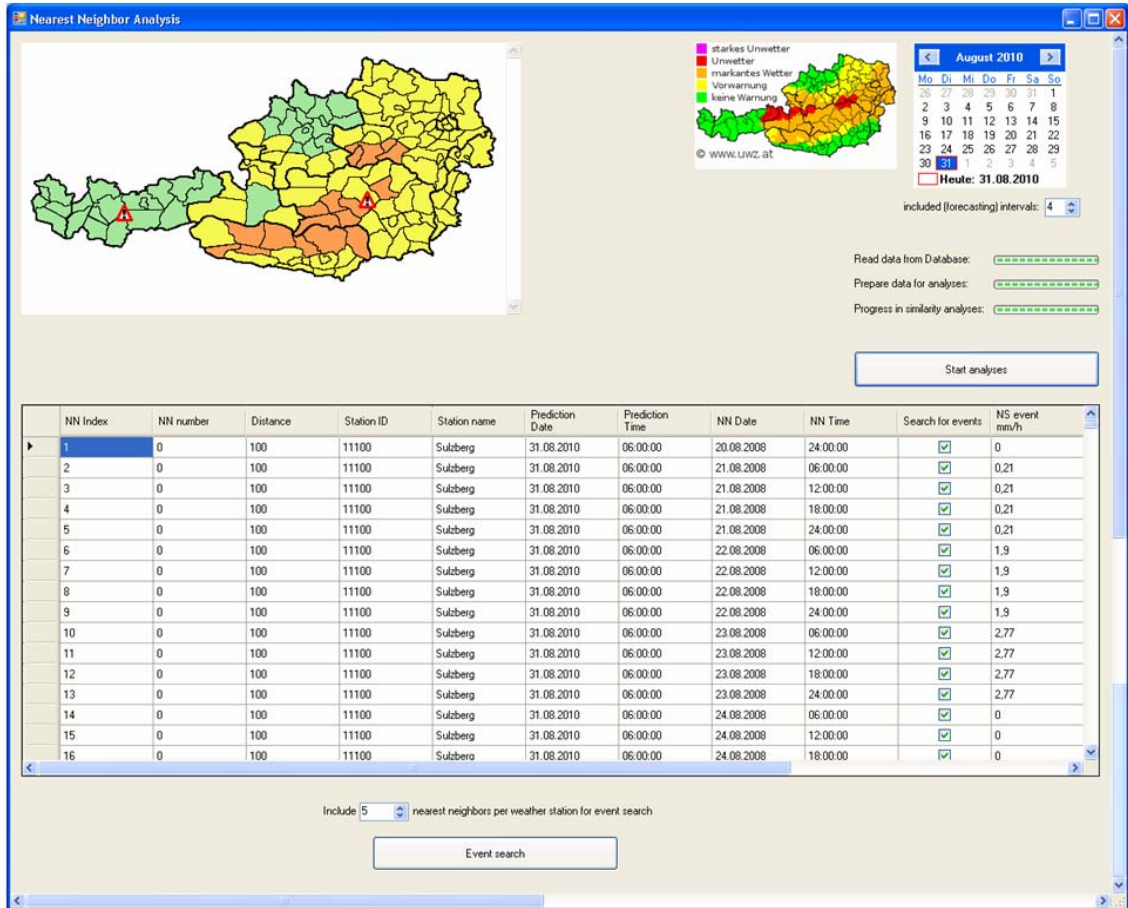 Nearest Neighbor Analysis
starkes Unwetter
Unwetter
markantes Wetter
Vorwarnung
keine Warnung
© www.uwz.at
August 2010
Mo Di Mi Do Fr Sa So
26 27 28 29 30 31 1
2 3 4 5 6 7 8
9 10 11 12 13 14 15
16 17 18 19 20 21 22
23 24 25 26 27 28 29
30 31 1 2 3 4 5
Heute: 31.08.2010
included (forecasting) intervals: 4
Read data from Database:
Prepare data for analyses:
Progress in similarity analyses:
Start analyses
NN Index NN number Distance Station ID Station name Prediction Date Prediction Time NN Date NN Time Search for events NS event mm/h
1 0 100 11100 Sulzberg 31.08.2010 06:00:00 20.08.2008 24:00:00 0
2 0 100 11100 Sulzberg 31.08.2010 06:00:00 21.08.2008 06:00:00 0,21
3 0 100 11100 Sulzberg 31.08.2010 06:00:00 21.08.2008 12:00:00 0,21
4 0 100 11100 Sulzberg 31.08.2010 06:00:00 21.08.2008 18:00:00 0,21
5 0 100 11100 Sulzberg 31.08.2010 06:00:00 21.08.2008 24:00:00 0,21
6 0 100 11100 Sulzberg 31.08.2010 06:00:00 22.08.2008 06:00:00 1,9
7 0 100 11100 Sulzberg 31.08.2010 06:00:00 22.08.2008 12:00:00 1,9
8 0 100 11100 Sulzberg 31.08.2010 06:00:00 22.08.2008 18:00:00 1,9
9 0 100 11100 Sulzberg 31.08.2010 06:00:00 22.08.2008 24:00:00 1,9
10 0 100 11100 Sulzberg 31.08.2010 06:00:00 23.08.2008 06:00:00 2,77
11 0 100 11100 Sulzberg 31.08.2010 06:00:00 23.08.2008 12:00:00 2,77
12 0 100 11100 Sulzberg 31.08.2010 06:00:00 23.08.2008 18:00:00 2,77
13 0 100 11100 Sulzberg 31.08.2010 06:00:00 23.08.2008 24:00:00 2,77
14 0 100 11100 Sulzberg 31.08.2010 06:00:00 24.08.2008 06:00:00 0
15 0 100 11100 Sulzberg 31.08.2010 06:00:00 24.08.2008 12:00:00 0
16 0 100 11100 Sulzberg 31.08.2010 06:00:00 24.08.2008 18:00:00 0
Include 5 nearest neighbors per weather station for event search
Event search